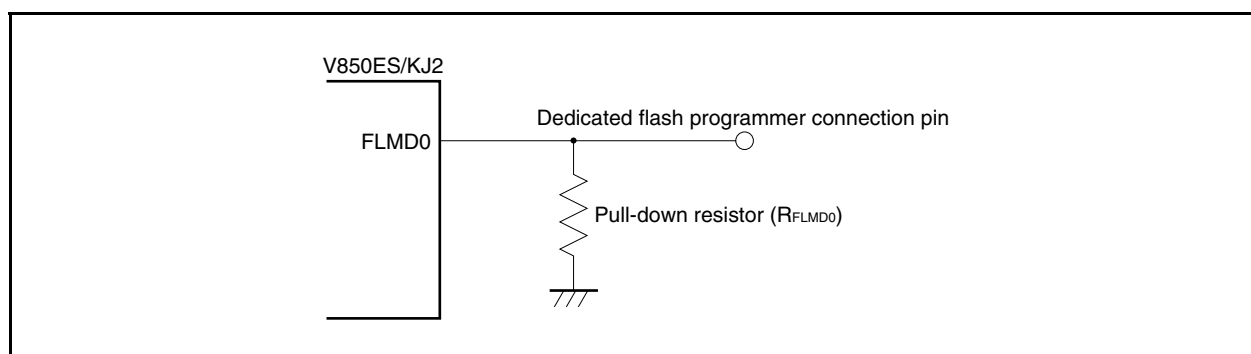 V850ES/KJ2
Dedicated flash programmer connection pin
FLMD0
Pull-down resistor (RFLMD0)